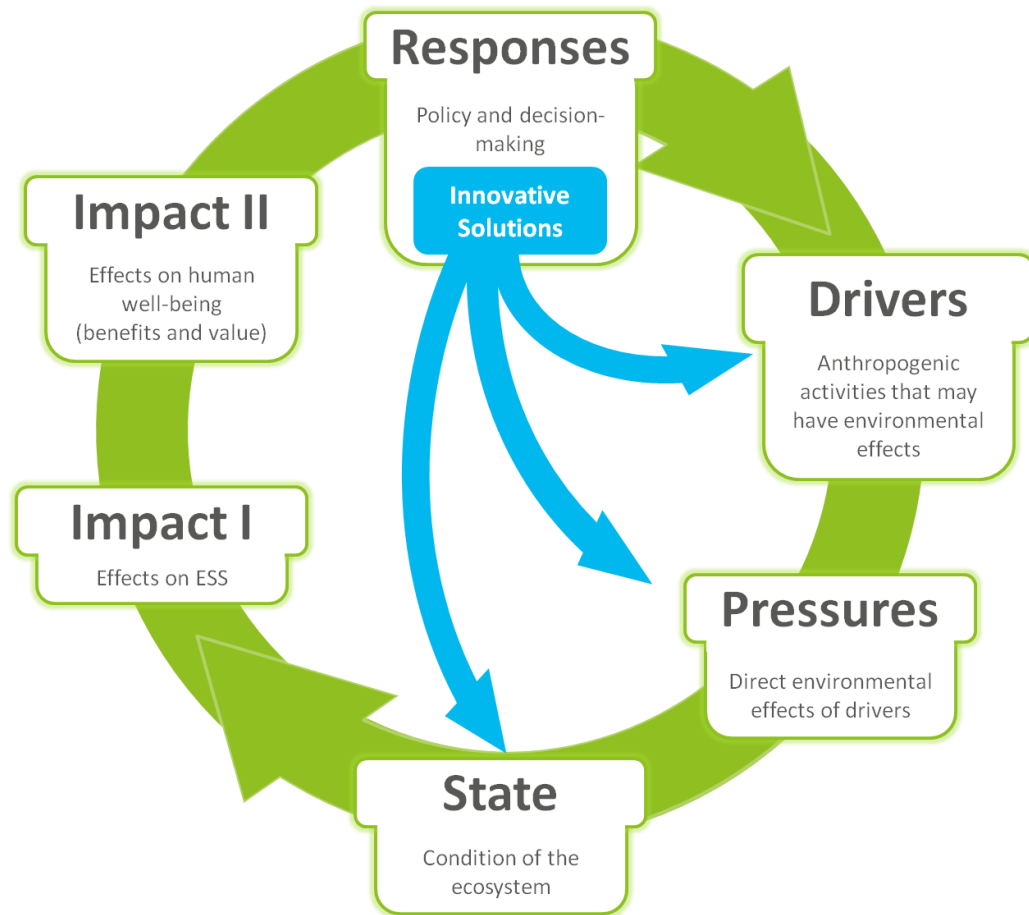 Responses
Policy and decision-
making
Innovative
Solutions
Drivers
Anthropogenic
activities that may
have environmental
effects
Pressures
Direct environmental
effects of drivers
State
Condition of the
ecosystem
Impact I
Effects on ESS
Impact II
Effects on human
well-being
(benefits and value)